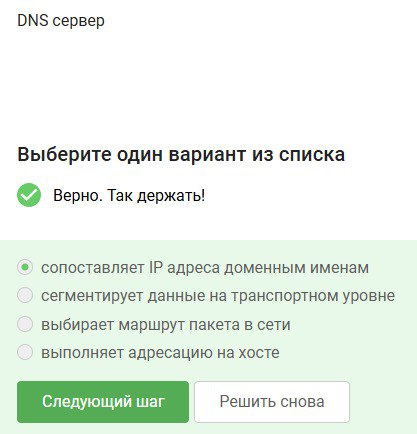 DNS сервер
Выберите один вариант из списка
Верно. Так держать!
сопоставляет IP адреса доменным именам
сегментирует данные на транспортном уровне
выбирает маршрут пакета в сети
выполняет адресацию на хосте
Следующий шаг Решить снова